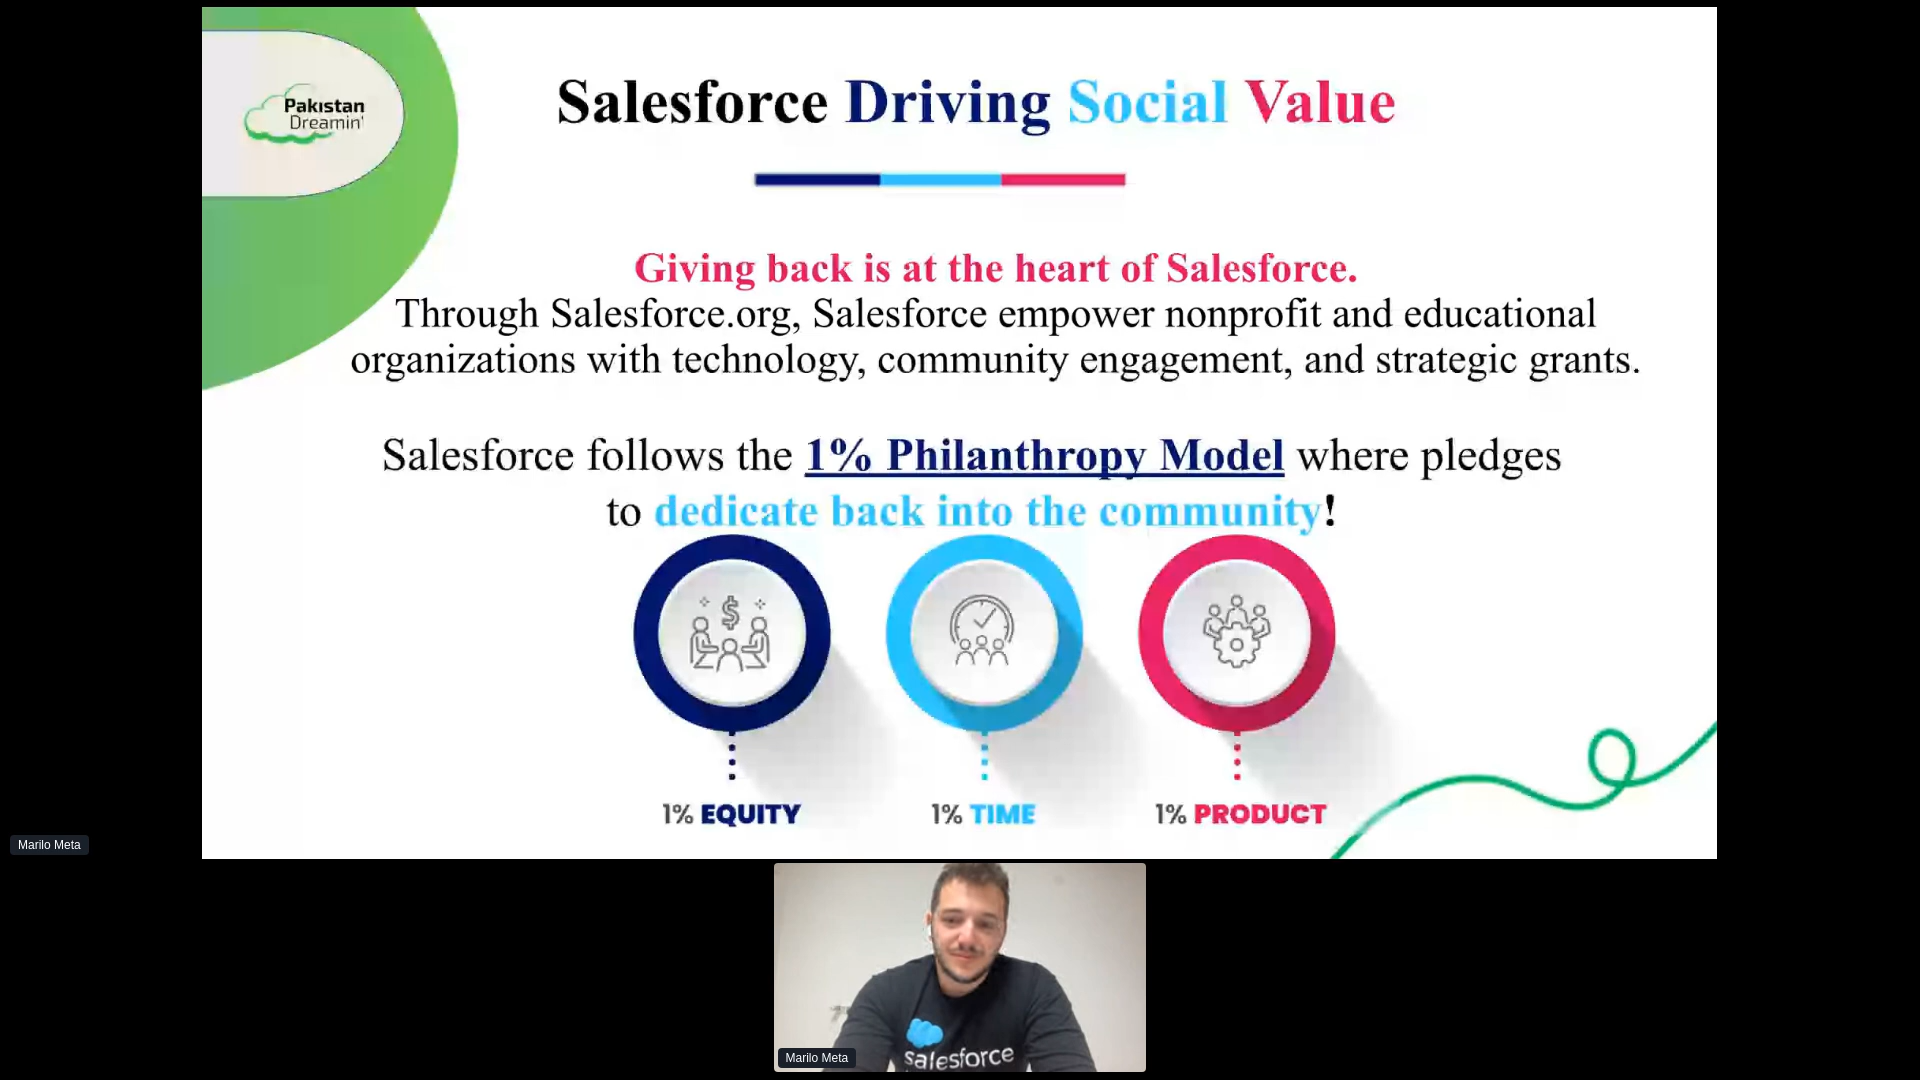 Pakıstan
Dreamin'
Salesforce Driving Social Value
Giving back is at the heart of Salesforce.
Through Salesforce.org, Salesforce empower nonprofit and educational
organizations with technology, community engagement, and strategic grants.
Salesforce follows the 1% Philanthropy Model where pledges
to dedicate back into the community!
$
1% EQUITY
1% TIME
1% PRODUCT
Marilo Meta
salesforce
Marilo Meta